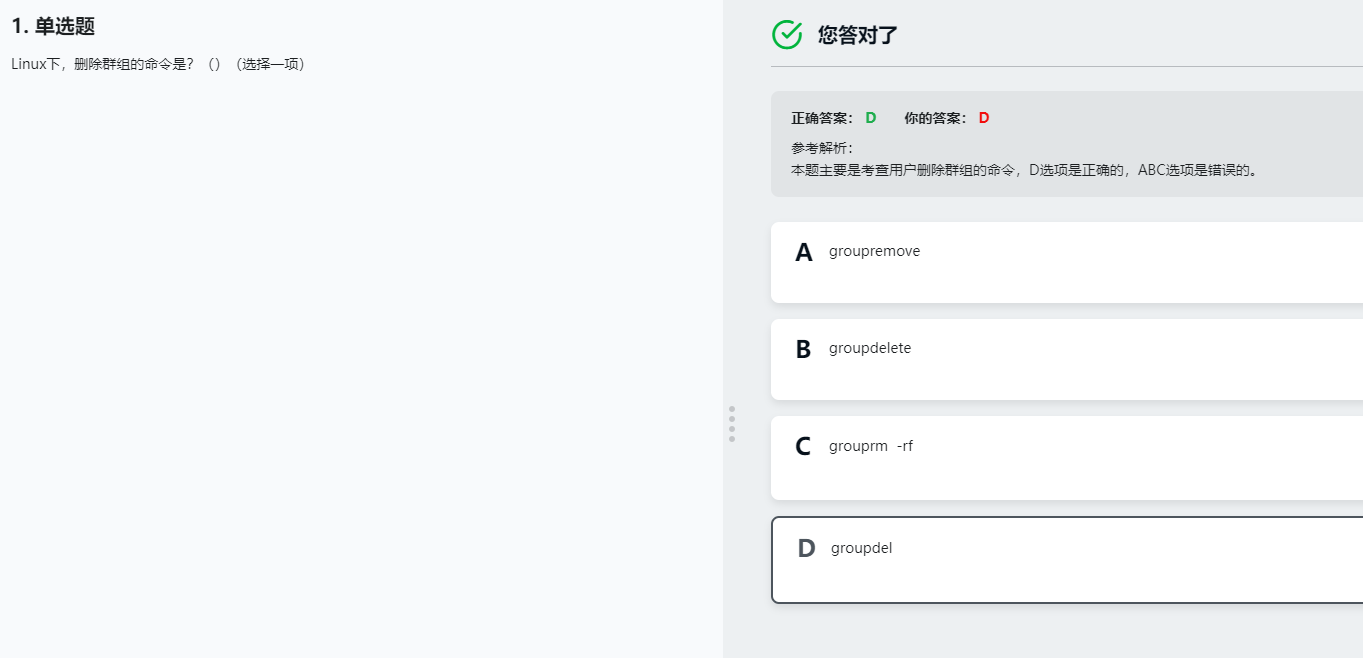 1. 单选题
Linux下，删除群组的命令是？（）（选择一项）
您答对了
正确答案： D 你的答案： D
参考解析：
本题主要是考查用户删除群组的命令，D选项是正确的，ABC选项是错误的。
A groupremove
B groupdelete
C grouprm -rf
D groupdel